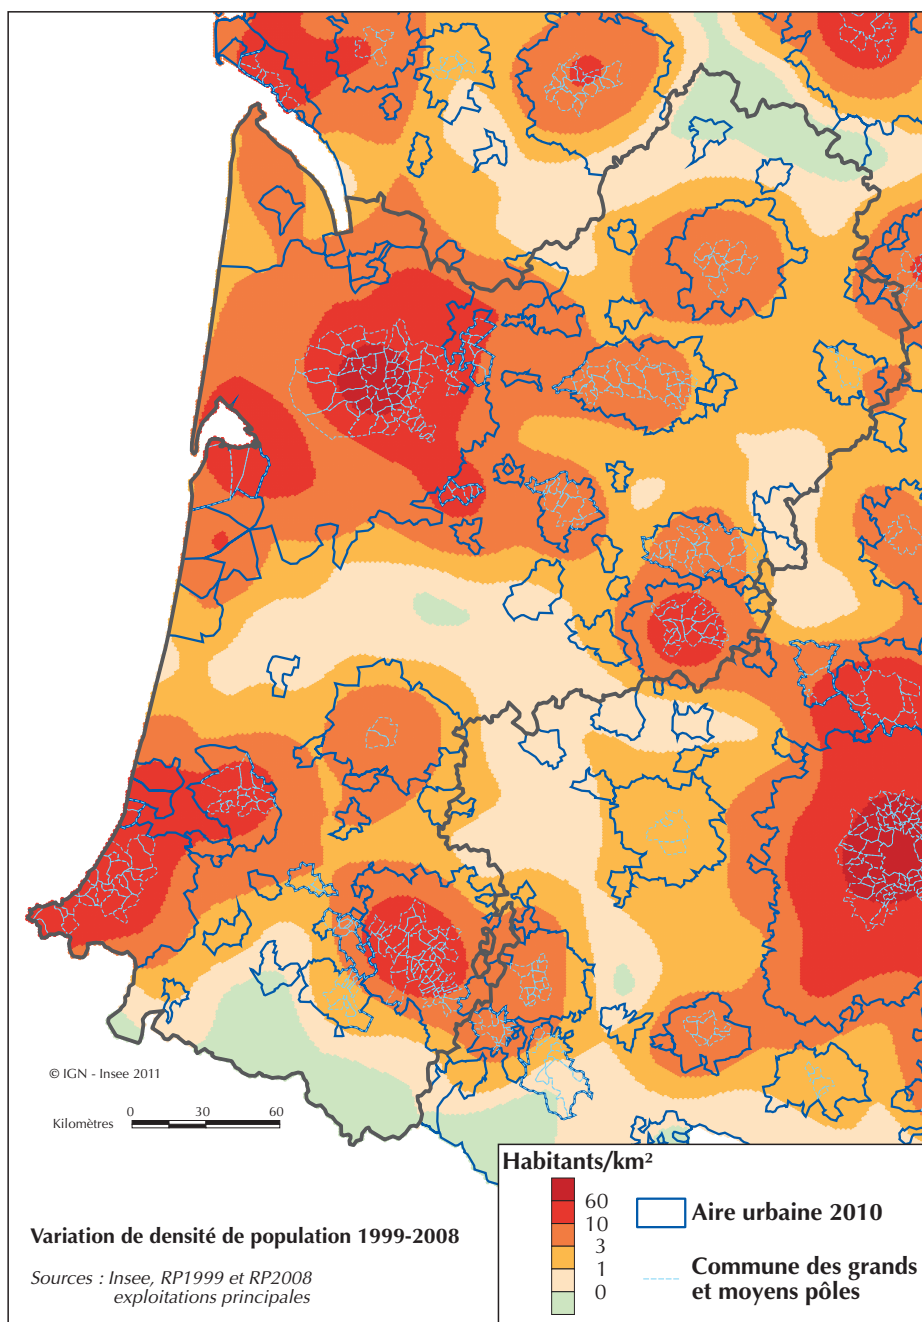 © IGN - Insee 2011
Kilomètres 0 30 60
Habitants/km²
60
10
3
1
0
Aire urbaine 2010
Commune des grands
et moyens pôles
Variation de densité de population 1999-2008
Sources : Insee, RP1999 et RP2008
exploitations principales